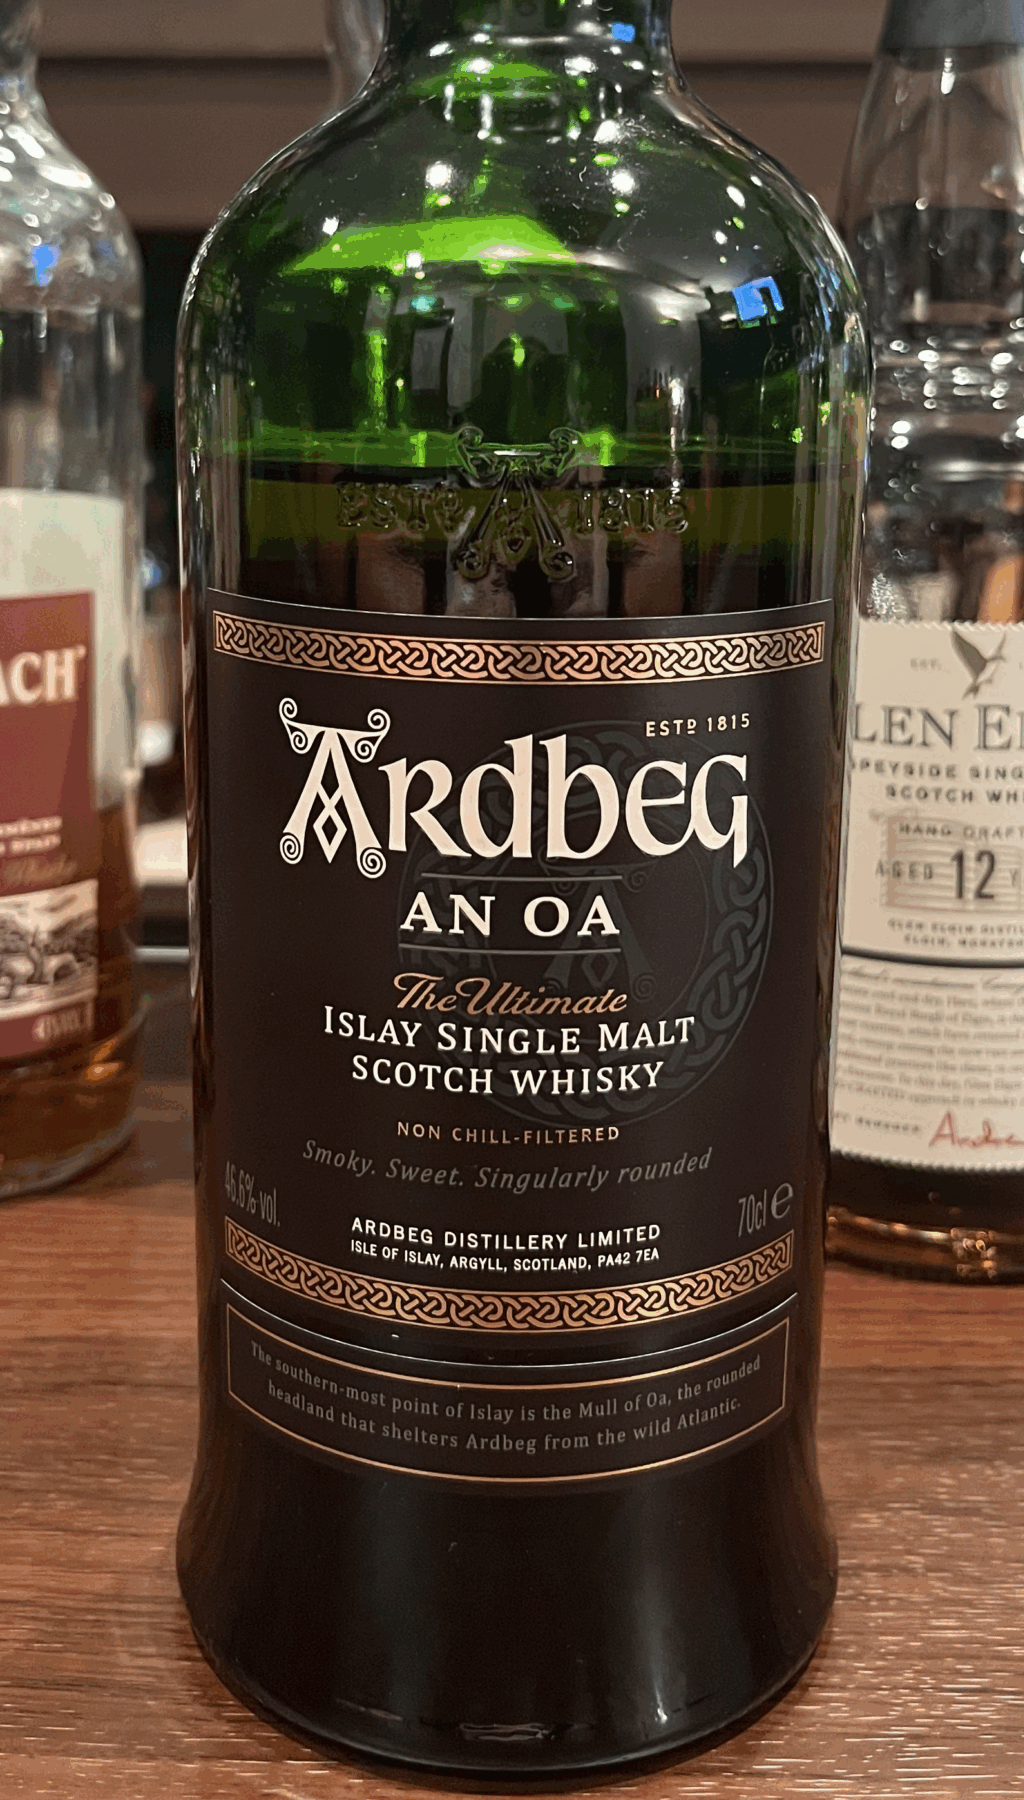 ESTD 1815
ESTD 1815
ARDBEG
AN OA
The Ultimate
ISLAY SINGLE MALT
SCOTCH WHISKY
NON CHILL-FILTERED
Smoky. Sweet. Singularly rounded
46.6% vol.
70cl e
ARDBEG DISTILLERY LIMITED
ISLE OF ISLAY, ARGYLL, SCOTLAND, PA42 7EA
The southern-most point of Islay is the Mull of Oa, the rounded
headland that shelters Ardbeg from the wild Atlantic.
ACH
EST.
LEN E
SPEYSIDE SING
SCOTCH WHI
HAND CRAFT
AGED 12 Y